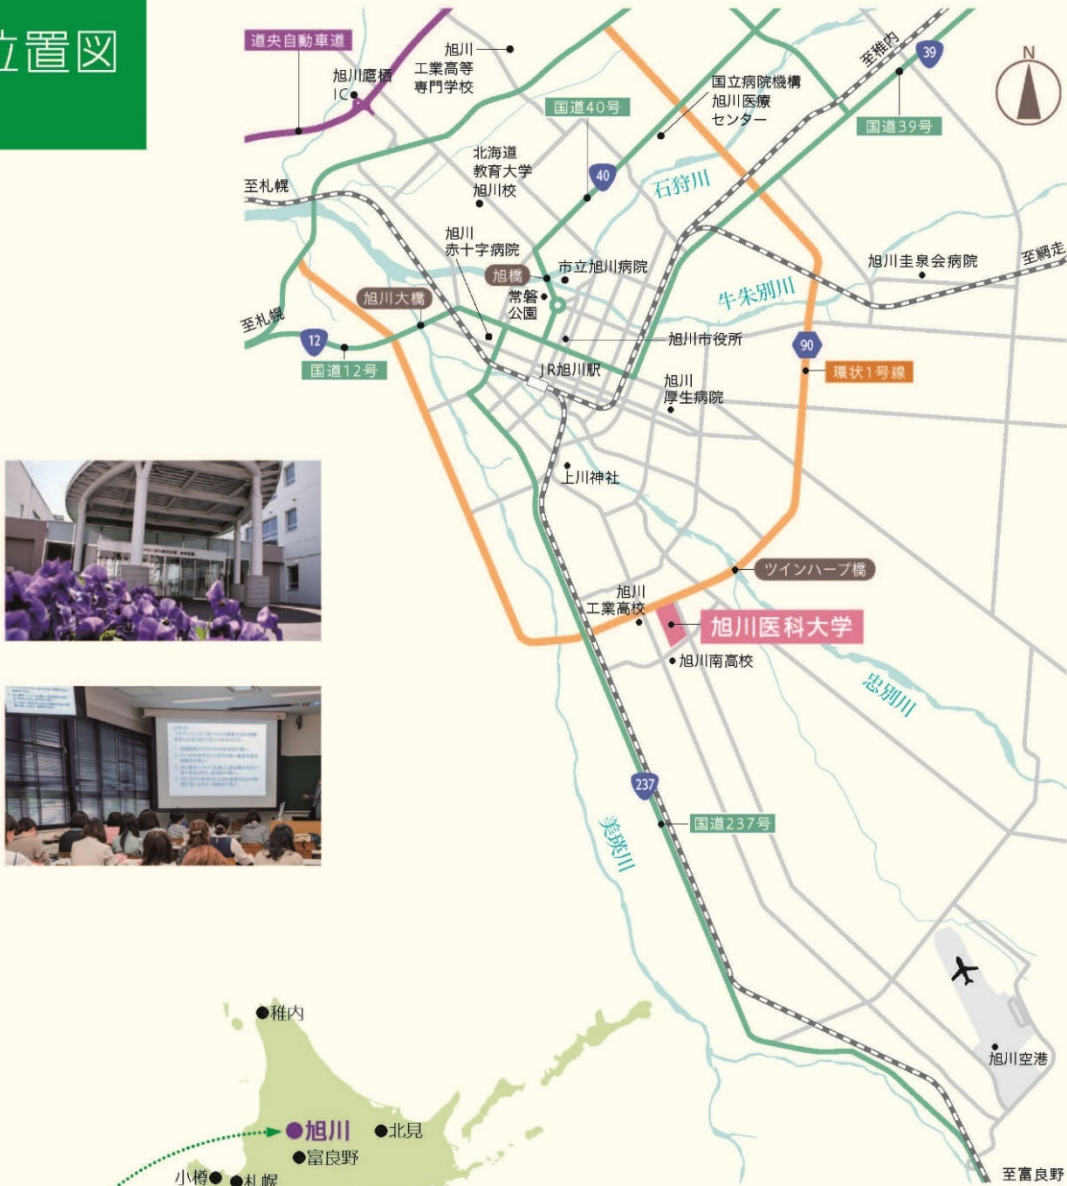 位置図
道央自動車道
旭川鷹栖
IC
旭川
工業高等
専門学校
国道40号
国立病院機構
旭川医療
センター
至稚内
39
国道39号
N
北海道
教育大学
旭川校
40
石狩川
至札幌
旭川
赤十字病院
旭橋
市立旭川病院
常磐
公園
旭川大橋
牛朱別川
旭川圭泉会病院
至網走
至札幌
12
国道12号
旭川市役所
90
環状1号線
JR旭川駅
旭川
厚生病院
上川神社
ツインハープ橋
旭川
工業高校
旭川医科大学
旭川南高校
忠別川
237
国道237号
美瑛川
旭川空港
至富良野
稚内
旭川
北見
富良野
小樽
札幌